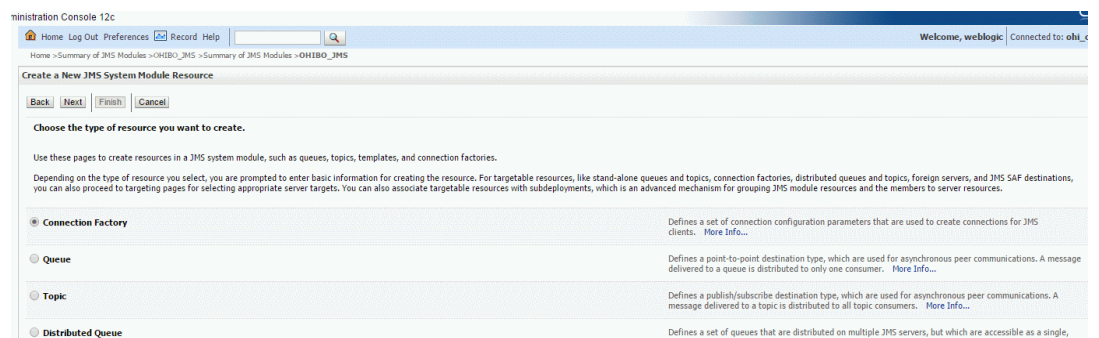 ministration Console 12c
Home Log Out Preferences Record Help
Welcome, weblogic Connected to: ohi_
Home >Summary of JMS Modules >OHIBO_JMS >Summary of JMS Modules >OHIBO_JMS
Create a New JMS System Module Resource
Back Next Finish Cancel
Choose the type of resource you want to create.
Use these pages to create resources in a JMS system module, such as queues, topics, templates, and connection factories.
Depending on the type of resource you select, you are prompted to enter basic information for creating the resource. For targetable resources, like stand-alone queues and topics, connection factories, distributed queues and topics, foreign servers, and JMS SAF destinations,
you can also proceed to targeting pages for selecting appropriate server targets. You can also associate targetable resources with subdeployments, which is an advanced mechanism for grouping JMS module resources and the members to server resources.
Connection Factory
Defines a set of connection configuration parameters that are used to create connections for JMS
clients. More Info...
Queue
Defines a point-to-point destination type, which are used for asynchronous peer communications. A message
delivered to a queue is distributed to only one consumer. More Info...
Topic
Defines a publish/subscribe destination type, which are used for asynchronous peer communications. A
message delivered to a topic is distributed to all topic consumers. More Info...
Distributed Queue
Defines a set of queues that are distributed on multiple JMS servers, but which are accessible as a single,